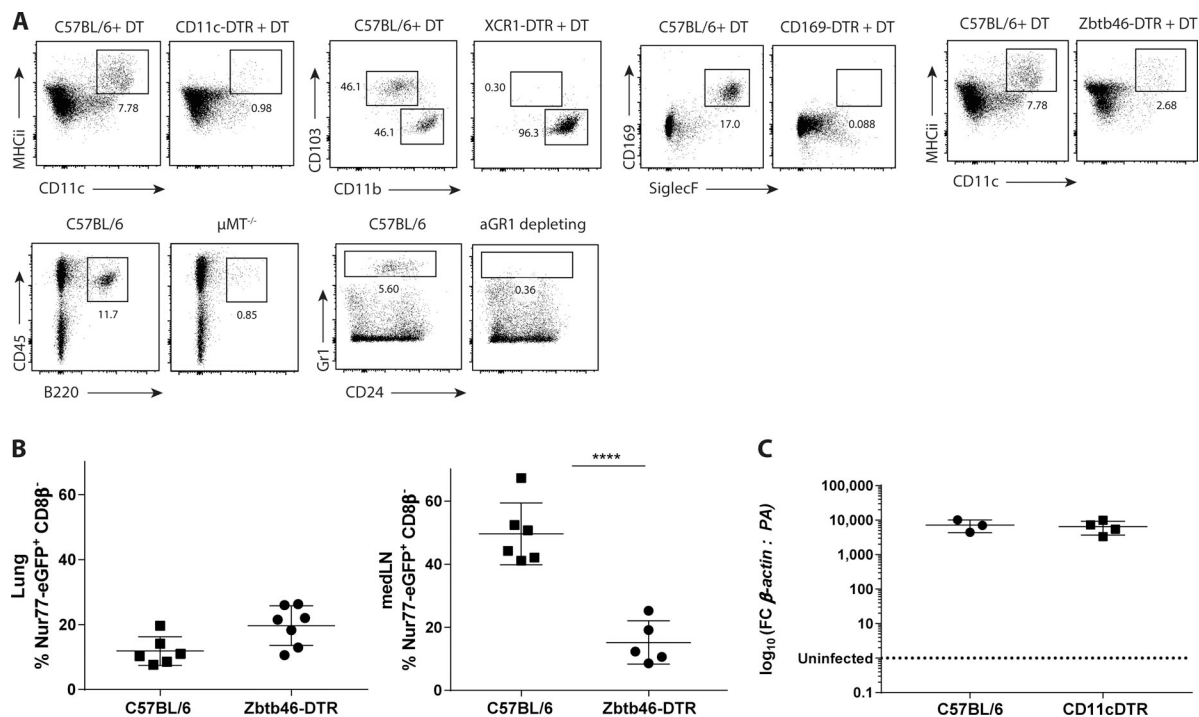 A
C57BL/6+ DT
CD11c-DTR + DT
C57BL/6+ DT
XCR1-DTR + DT
C57BL/6+ DT
CD169-DTR + DT
C57BL/6+ DT
Zbtb46-DTR + DT
MHCii
7.78
0.98
CD11c
CD103
46.1
46.1
0.30
96.3
CD11b
CD169
17.0
0.088
SiglecF
MHCii
7.78
2.68
CD11c
C57BL/6
µMT-/-
C57BL/6
aGR1 depleting
CD45
11.7
0.85
B220
Gr1
5.60
0.36
CD24
B
Lung
% Nur77-eGFP+ CD8β-
60
40
20
0
C57BL/6
Zbtb46-DTR
medLN
% Nur77-eGFP+ CD8β-
****
60
40
20
0
C57BL/6
Zbtb46-DTR
C
log10 (FC β-actin : PA)
100,000
10,000
1,000
100
10
Uninfected
0.1
C57BL/6
CD11cDTR